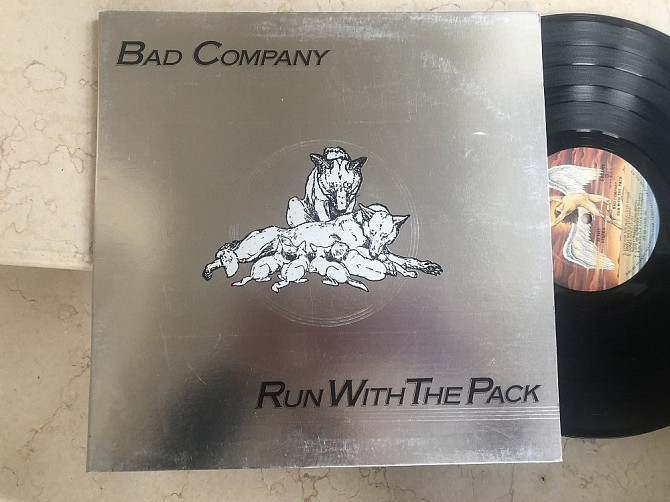 BAD COMPANY
RUN WITH THE PACK